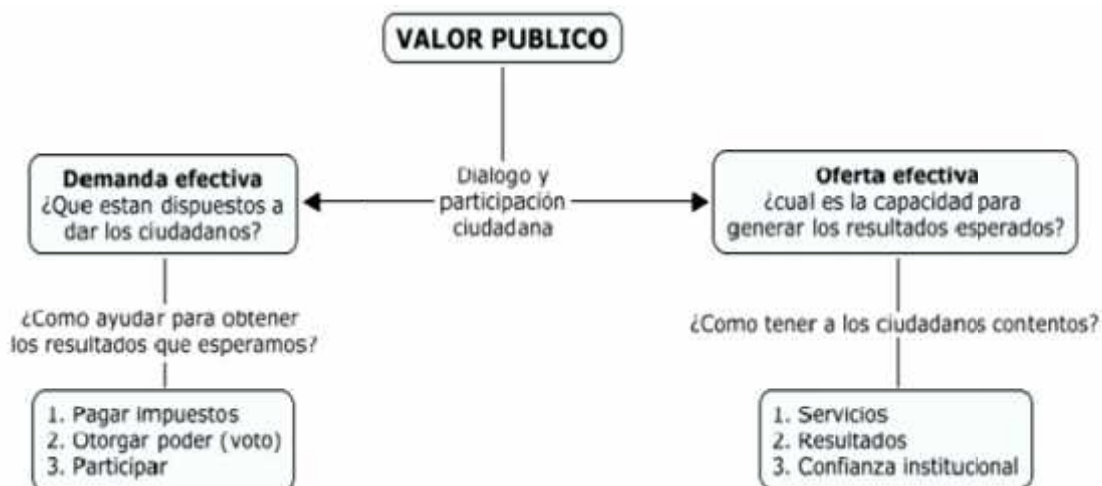 VALOR PUBLICO
Demanda efectiva
¿Que estan dispuestos a
dar los ciudadanos?
Dialogo y
participación
ciudadana
Oferta efectiva
¿cual es la capacidad para
generar los resultados esperados?
¿Como ayudar para obtener
los resultados que esperamos?
¿Como tener a los ciudadanos contentos?
1. Pagar impuestos
2. Otorgar poder (voto)
3. Participar
1. Servicios
2. Resultados
3. Confianza institucional